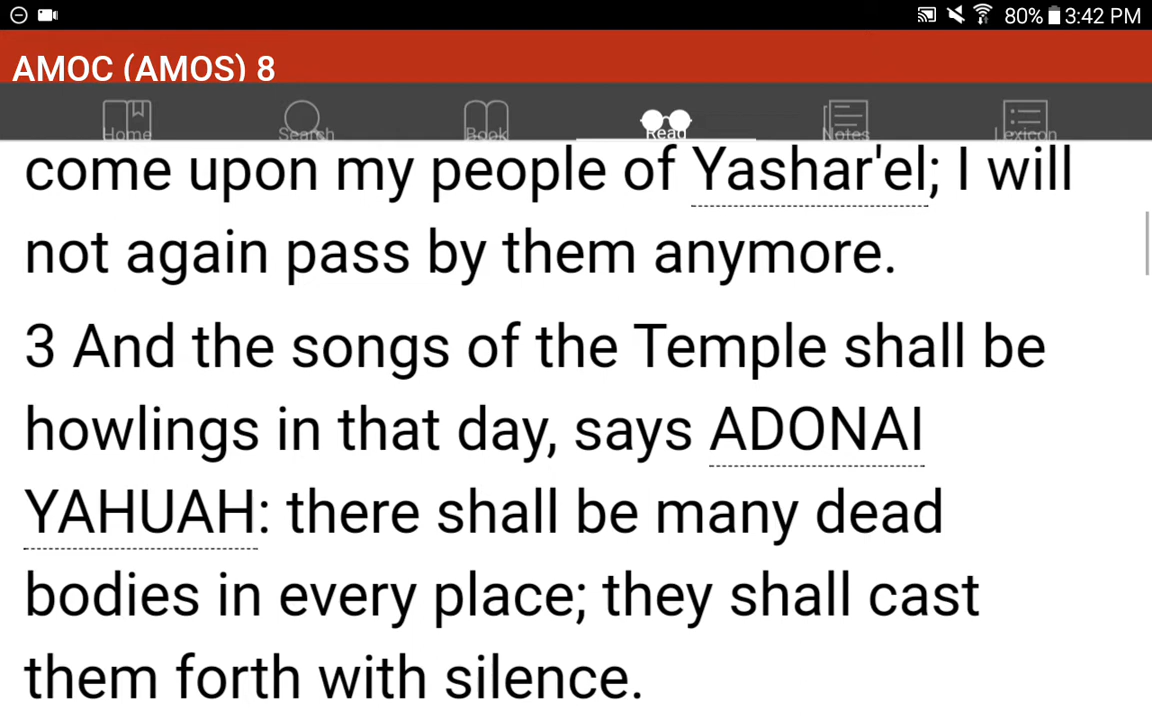 80% 3:42 PM
AMOC (AMOS) 8
Home Search Book Read Notes Lexicon
come upon my people of Yashar'el; I will
not again pass by them anymore.
3 And the songs of the Temple shall be
howlings in that day, says ADONAI
YAHUAH: there shall be many dead
bodies in every place; they shall cast
them forth with silence.